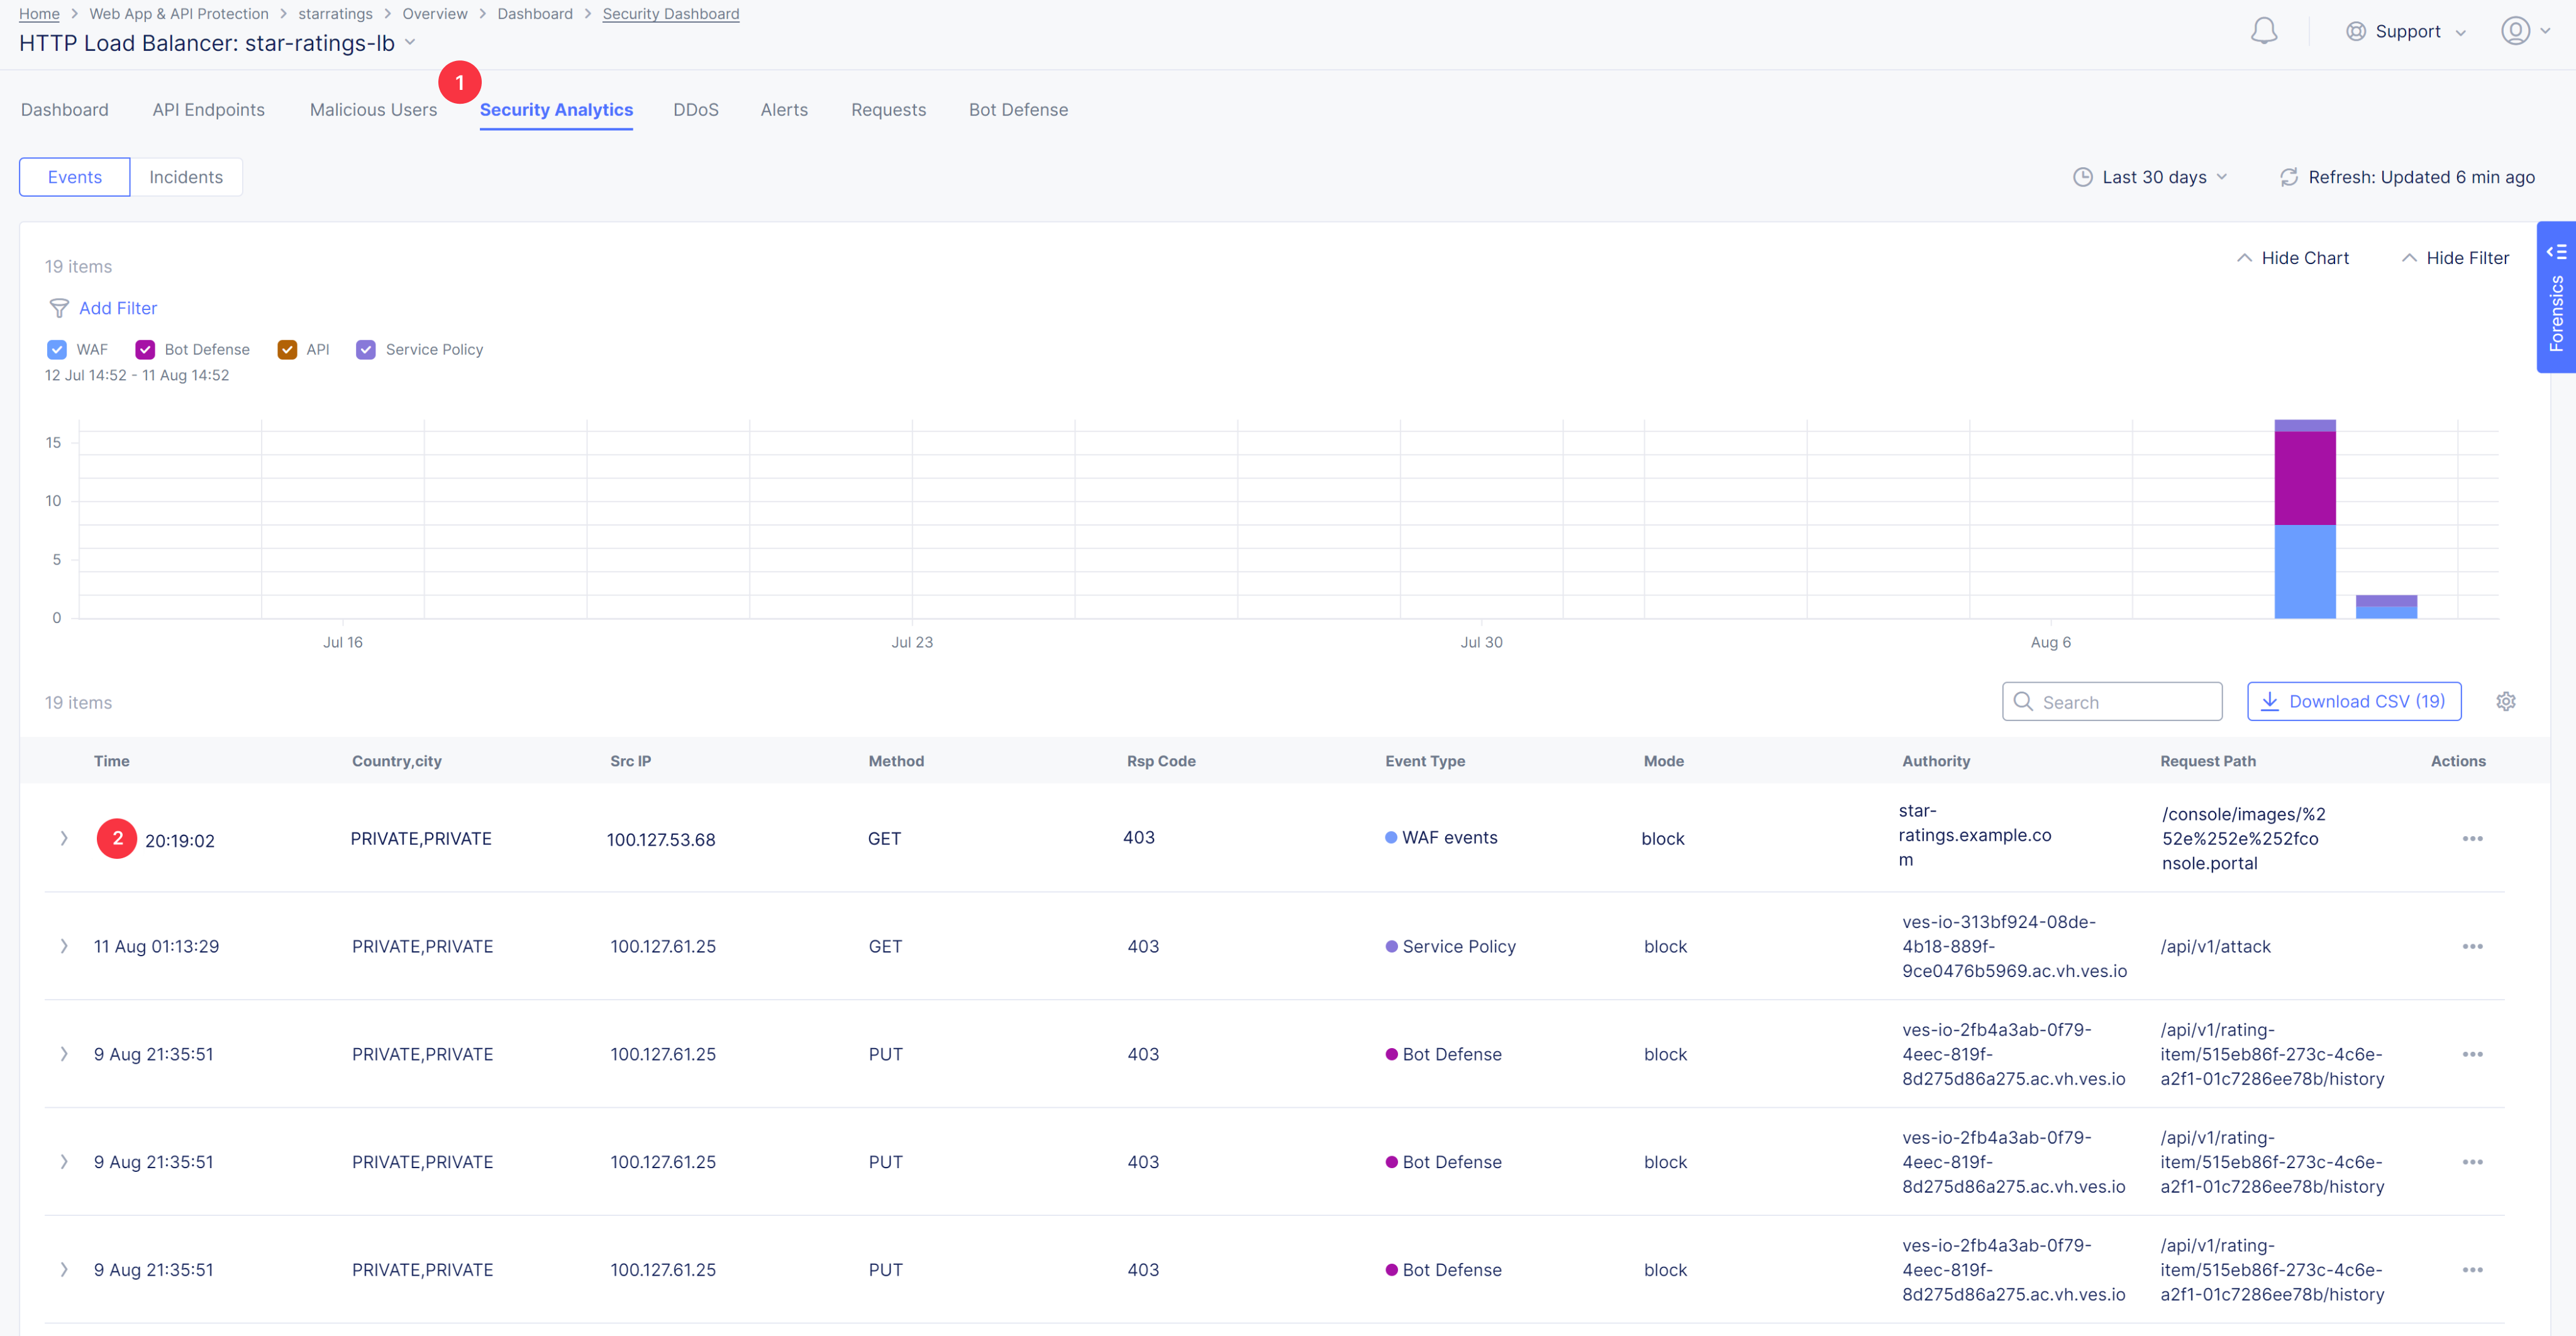 Home > Web App & API Protection > starratings > Overview > Dashboard > Security Dashboard
HTTP Load Balancer: star-ratings-lb
Support
1
Dashboard API Endpoints Malicious Users Security Analytics DDoS Alerts Requests Bot Defense
Events Incidents
Last 30 days Refresh: Updated 6 min ago
19 items
Hide Chart Hide Filter
Forensics
Add Filter
WAF Bot Defense API Service Policy
12 Jul 14:52 - 11 Aug 14:52
15
10
5
0
Jul 16 Jul 23 Jul 30 Aug 6
19 items
Search Download CSV (19)
Time Country,city Src IP Method Rsp Code Event Type Mode Authority Request Path Actions
2 20:19:02 PRIVATE,PRIVATE 100.127.53.68 GET 403 WAF events block
star-
ratings.example.co
m
/console/images/%2
52e%252e%252fco
nsole.portal
11 Aug 01:13:29 PRIVATE,PRIVATE 100.127.61.25 GET 403 Service Policy block
ves-io-313bf924-08de-
4b18-889f-
9ce0476b5969.ac.vh.ves.io
/api/v1/attack
9 Aug 21:35:51 PRIVATE,PRIVATE 100.127.61.25 PUT 403 Bot Defense block
ves-io-2fb4a3ab-0f79-
4eec-819f-
8d275d86a275.ac.vh.ves.io
/api/v1/rating-
item/515eb86f-273c-4c6e-
a2f1-01c7286ee78b/history
9 Aug 21:35:51 PRIVATE,PRIVATE 100.127.61.25 PUT 403 Bot Defense block
ves-io-2fb4a3ab-0f79-
4eec-819f-
8d275d86a275.ac.vh.ves.io
/api/v1/rating-
item/515eb86f-273c-4c6e-
a2f1-01c7286ee78b/history
9 Aug 21:35:51 PRIVATE,PRIVATE 100.127.61.25 PUT 403 Bot Defense block
ves-io-2fb4a3ab-0f79-
4eec-819f-
8d275d86a275.ac.vh.ves.io
/api/v1/rating-
item/515eb86f-273c-4c6e-
a2f1-01c7286ee78b/history